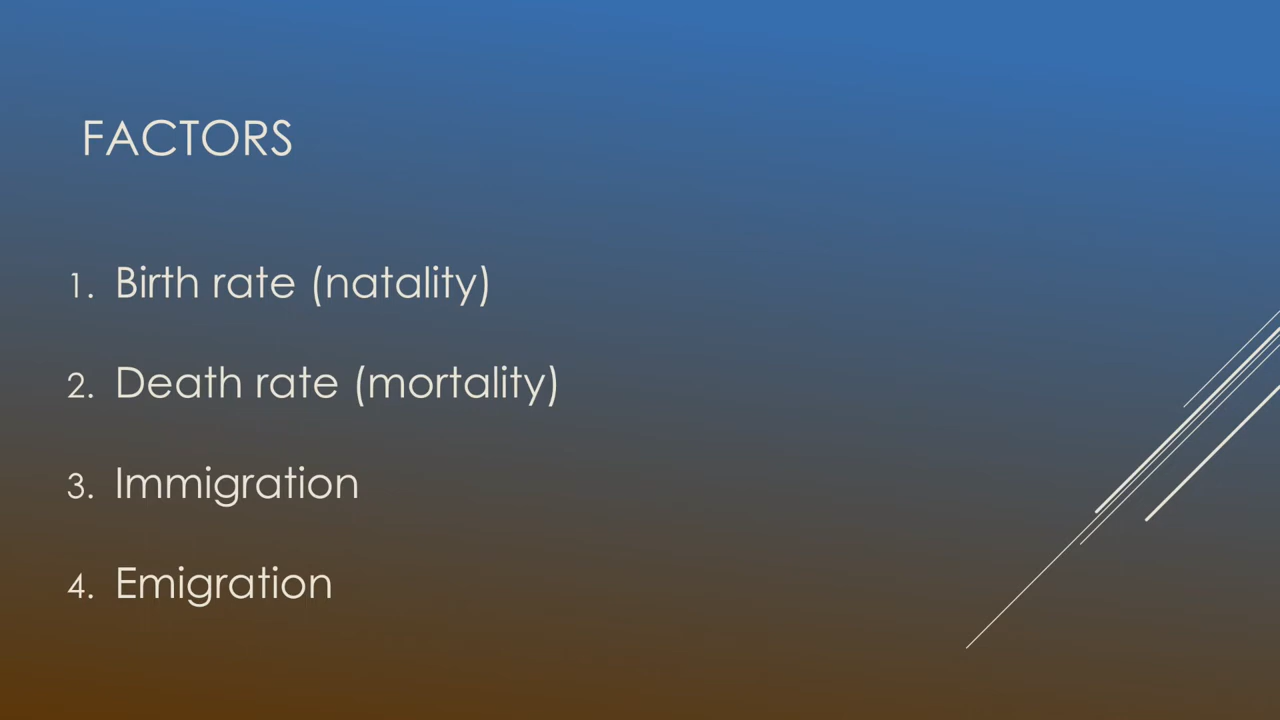 FACTORS
1. Birth rate (natality)
2. Death rate (mortality)
3. Immigration
4. Emigration